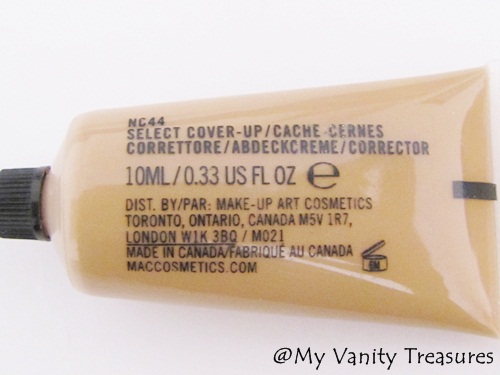 NC44
SELECT COVER-UP/CACHE-CERNES
CORRETTORE/ABDECKCREME/CORRECTOR
10ML/0.33 US FL OZ ℮
DIST. BY/PAR: MAKE-UP ART COSMETICS
TORONTO, ONTARIO, CANADA M5V 1R7,
LONDON W1K 3BQ / M021
MADE IN CANADA/FABRIQUÉ AU CANADA
MACCOSMETICS.COM
@My Vanity Treasures